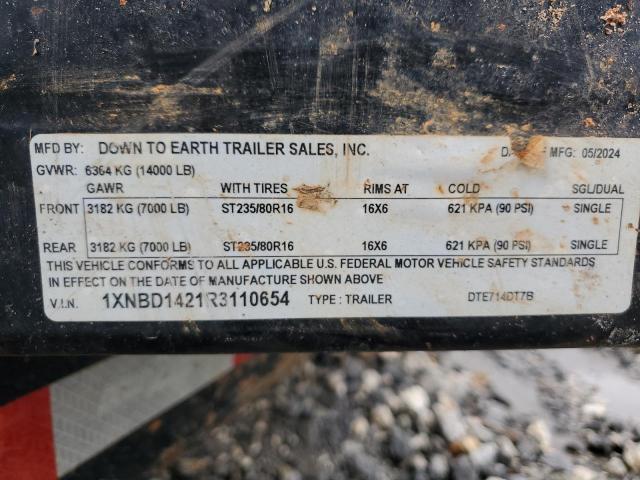 MFD BY: DOWN TO EARTH TRAILER SALES, INC. MFG: 05/2024
GVWR: 6364 KG (14000 LB)
GAWR WITH TIRES RIMS AT COLD SGL/DUAL
FRONT 3182 KG (7000 LB) ST235/80R16 16X6 621 KPA (90 PSI) SINGLE
REAR 3182 KG (7000 LB) ST235/80R16 16X6 621 KPA (90 PSI) SINGLE
THIS VEHICLE CONFORMS TO ALL APPLICABLE U.S. FEDERAL MOTOR VEHICLE SAFETY STANDARDS
IN EFFECT ON THE DATE OF MANUFACTURE SHOWN ABOVE
V.I.N. 1XNBD1421R3110654 TYPE : TRAILER DTE714DT7B